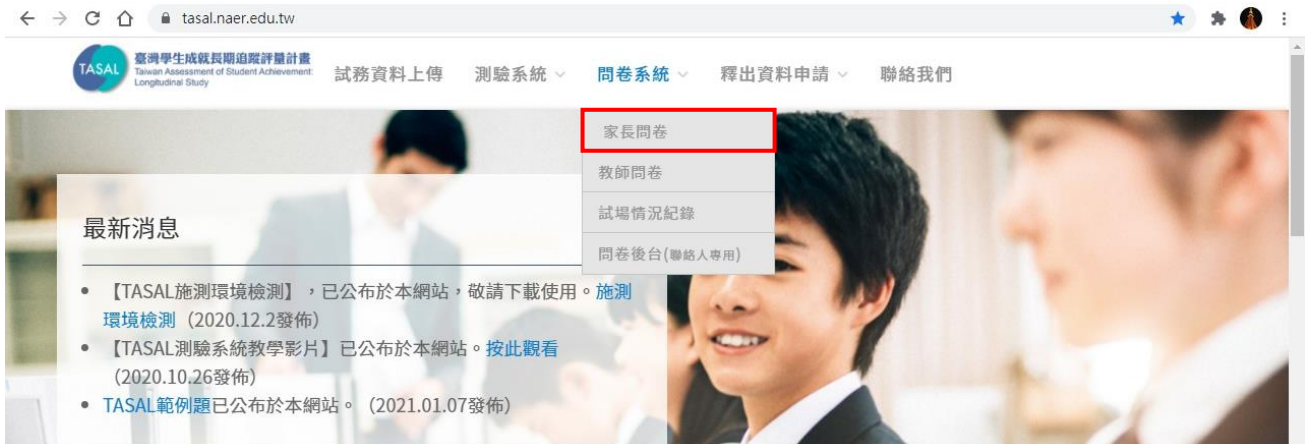 tasal.naer.edu.tw
TASAL
臺灣學生成就長期追蹤評量計畫
Taiwan Assessment of Student Achievement:
Longitudinal Study
試務資料上傳 測驗系統 問卷系統 釋出資料申請 聯絡我們
家長問卷
教師問卷
試場情況紀錄
問卷後台(聯絡人專用)
最新消息
【TASAL施測環境檢測】，已公布於本網站，敬請下載使用。施測
環境檢測（2020.12.2發佈）
【TASAL測驗系統教學影片】已公布於本網站。按此觀看
（2020.10.26發佈）
TASAL範例題已公布於本網站。（2021.01.07發佈）